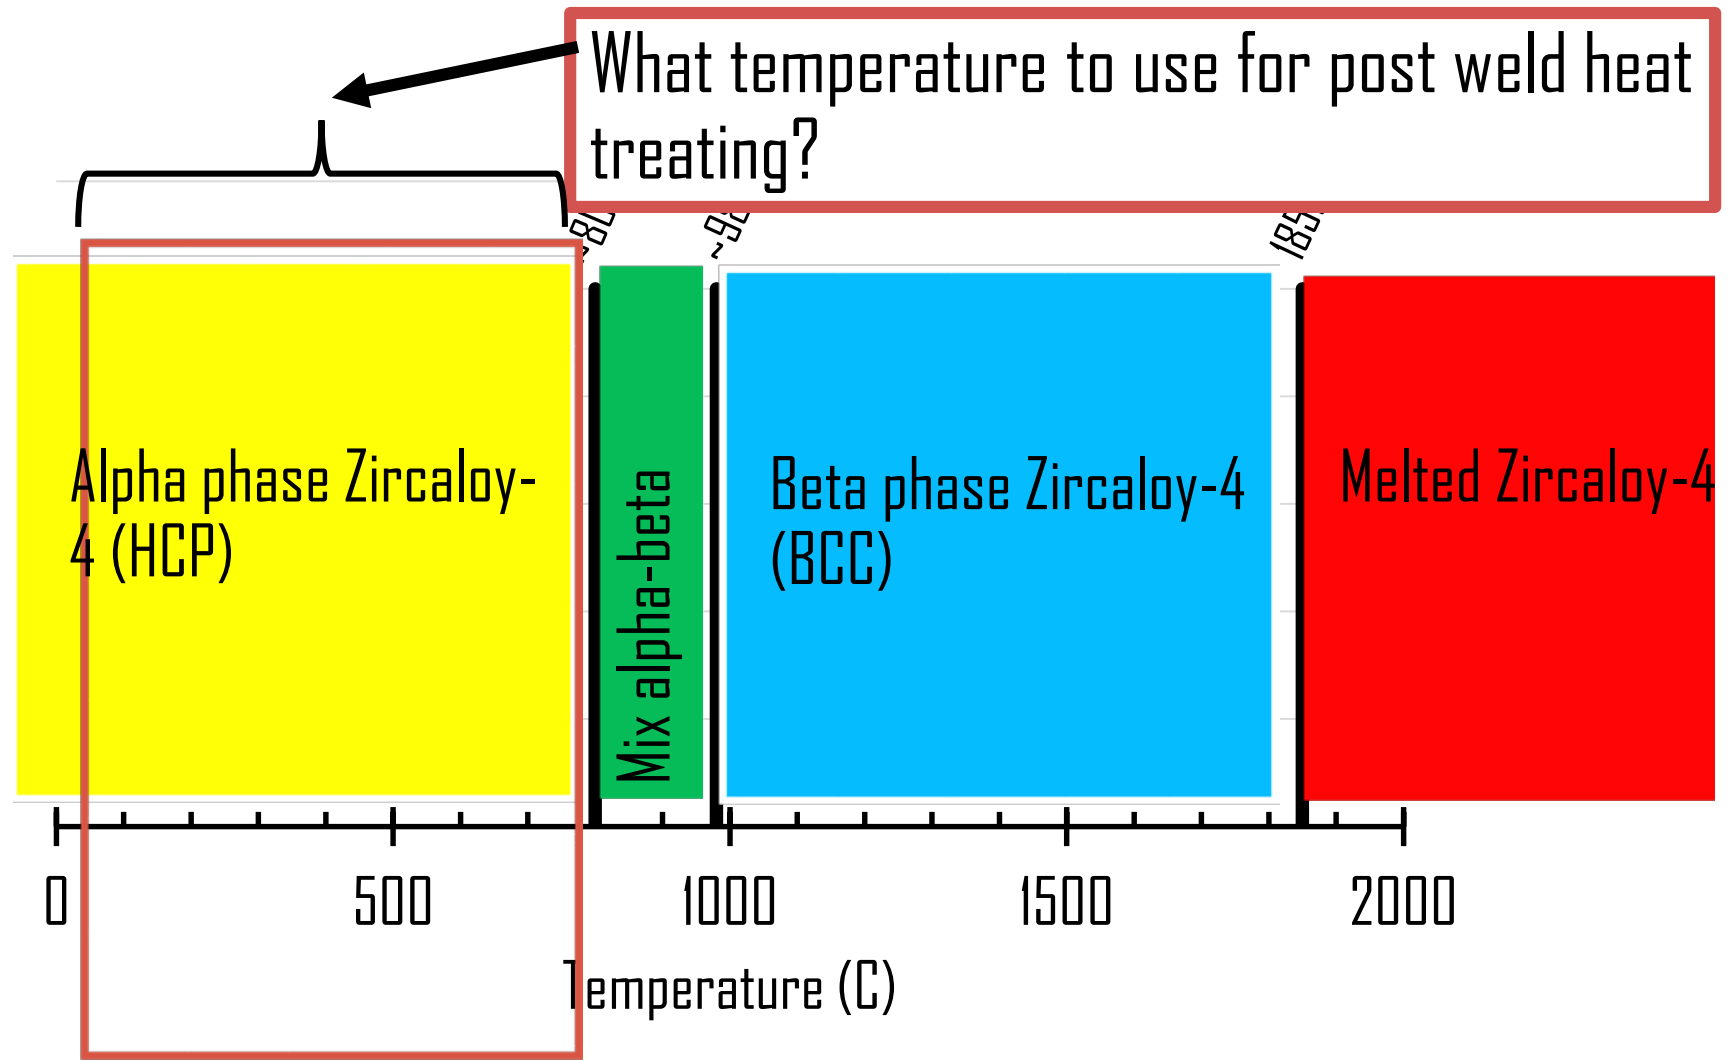 What temperature to use for post weld heat
treating?
Alpha phase Zircaloy-
4 (HCP)
Mix alpha-beta
Beta phase Zircaloy-4
(BCC)
Melted Zircaloy-4
0
500
1000
1500
2000
Temperature (C)